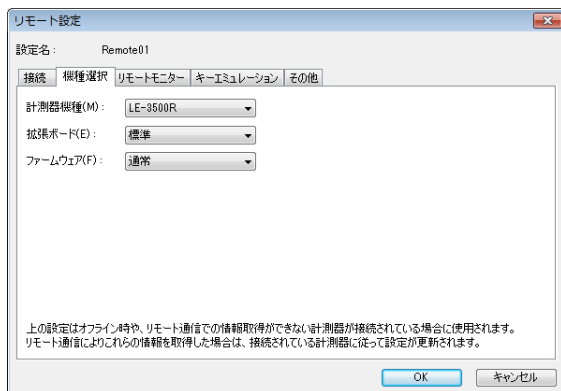 リモート設定
設定名： Remote01
接続 機種選択 リモートモニター キーエミュレーション その他
計測器機種(M)： LE-3500R
拡張ボード(E)： 標準
ファームウェア(F)： 通常
上の設定はオフライン時や、リモート通信での情報取得ができない計測器が接続されている場合に使用されます。
リモート通信によりこれらの情報を取得した場合は、接続されている計測器に従って設定が更新されます。
OK キャンセル